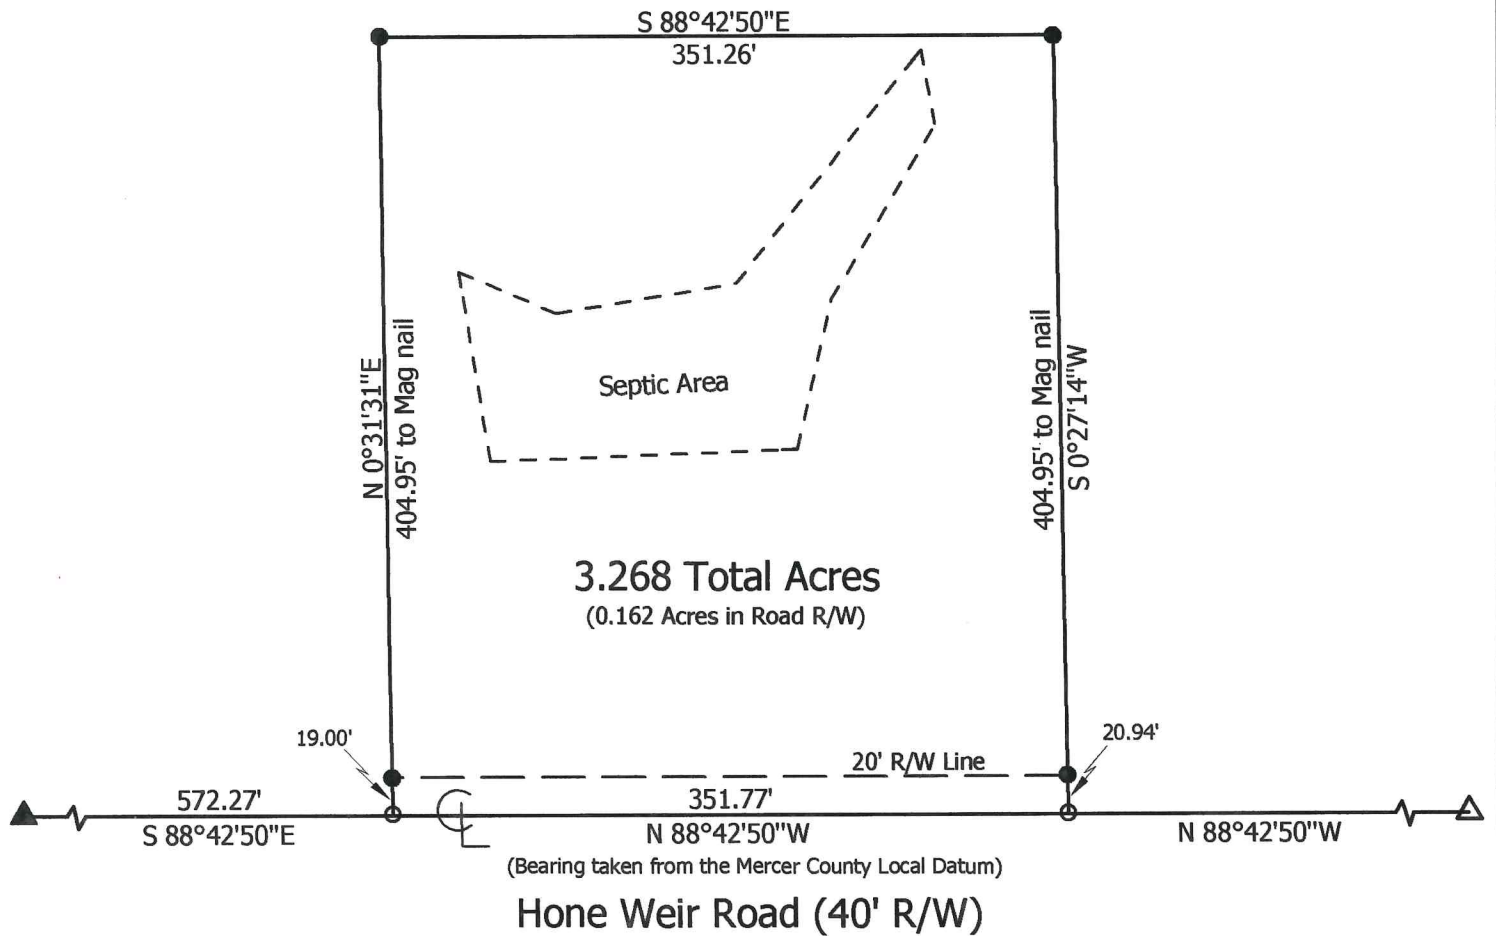 S 88°42'50"E
351.26'
N 0°31'31"E
404.95' to Mag nail
404.95' to Mag nail
S 0°27'14"W
Septic Area
3.268 Total Acres
(0.162 Acres in Road R/W)
19.00'
20.94'
20' R/W Line
572.27'
351.77'
S 88°42'50"E
N 88°42'50"W
N 88°42'50"W
(Bearing taken from the Mercer County Local Datum)
Hone Weir Road (40' R/W)